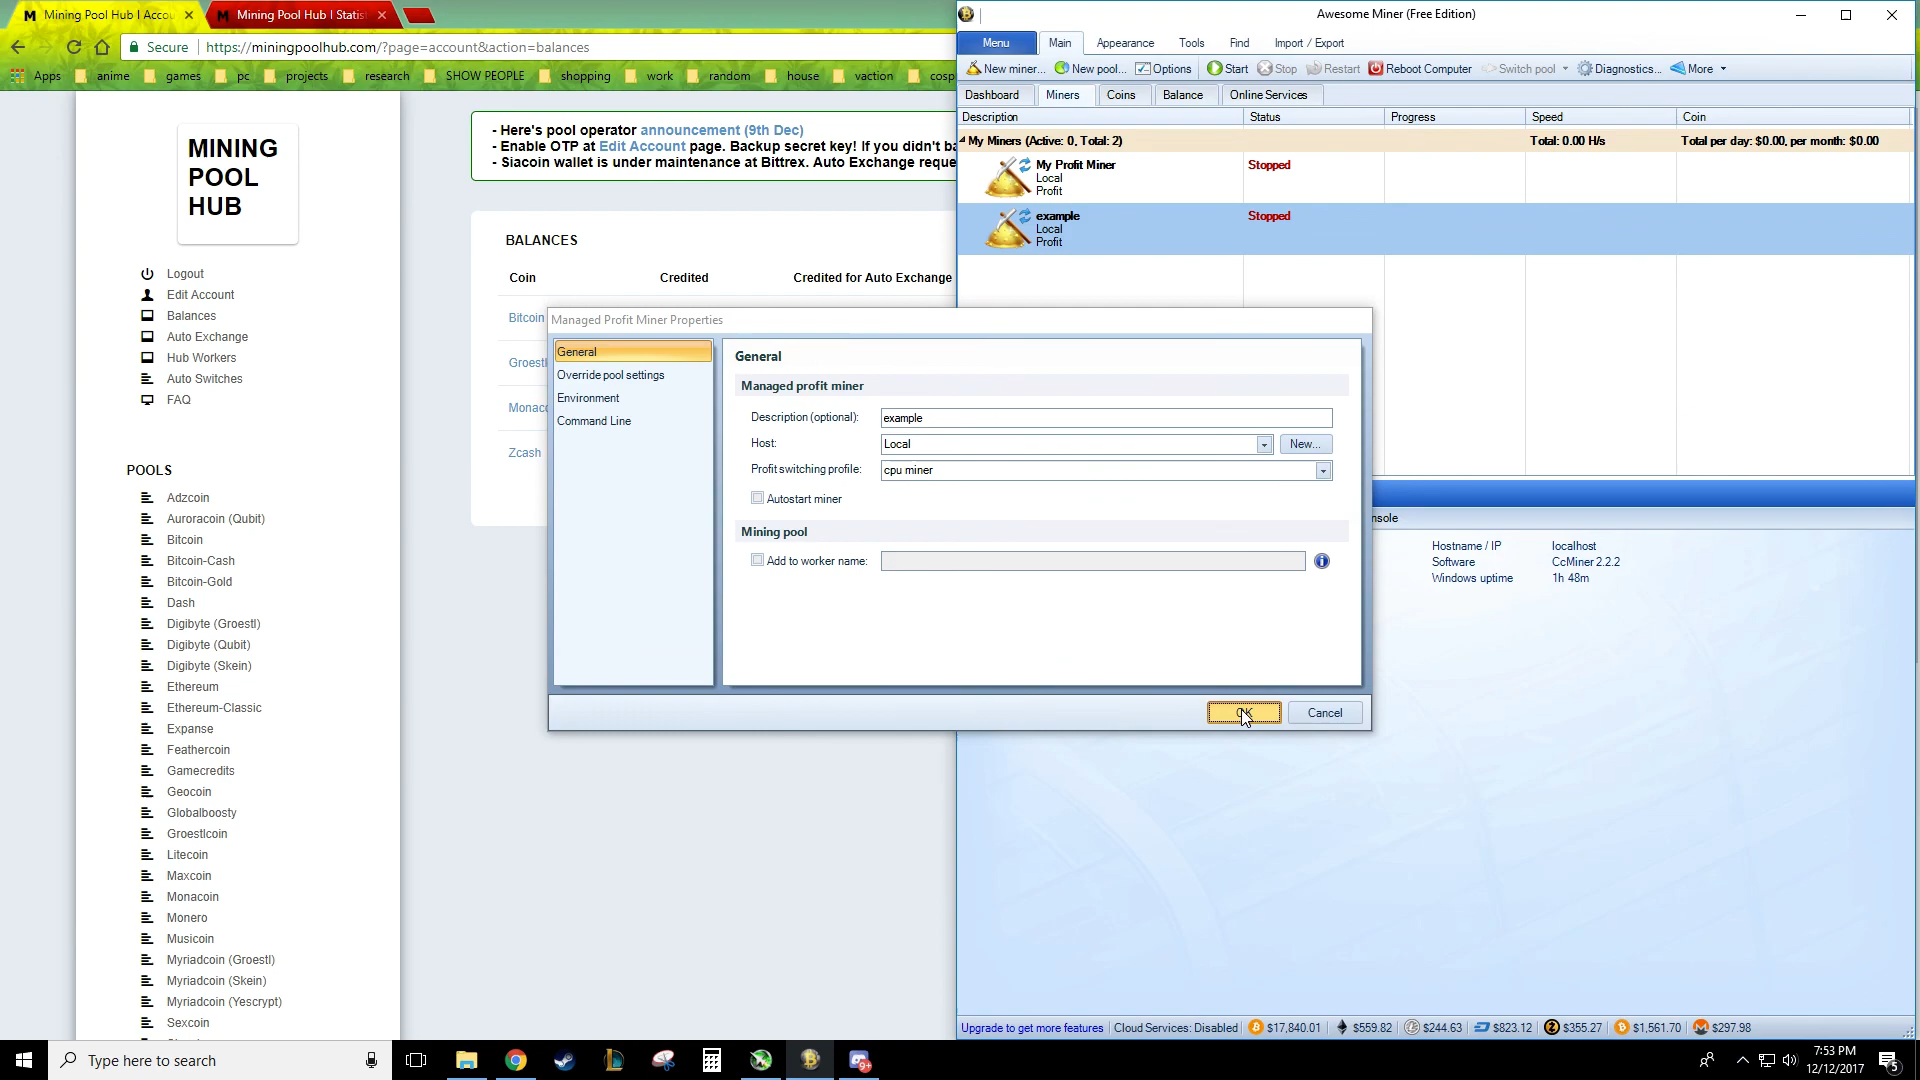 Mining Pool Hub | Accou
Mining Pool Hub | Statis
Secure
https://miningpoolhub.com/?page=account&action=balances
Apps
anime
games
pc
projects
research
SHOW PEOPLE
shopping
work
random
house
vaction
cosp
MINING
POOL
HUB
Logout
Edit Account
Balances
Auto Exchange
Hub Workers
Auto Switches
FAQ
POOLS
Adzcoin
Auroracoin (Qubit)
Bitcoin
Bitcoin-Cash
Bitcoin-Gold
Dash
Digibyte (Groestl)
Digibyte (Qubit)
Digibyte (Skein)
Ethereum
Ethereum-Classic
Expanse
Feathercoin
Gamecredits
Geocoin
Globalboosty
Groestlcoin
Litecoin
Maxcoin
Monacoin
Monero
Musicoin
Myriadcoin (Groestl)
Myriadcoin (Skein)
Myriadcoin (Yescrypt)
Sexcoin
- Here's pool operator announcement (9th Dec)
- Enable OTP at Edit Account page. Backup secret key! If you didn't ba
- Siacoin wallet is under maintenance at Bittrex. Auto Exchange reque
BALANCES
Coin Credited Credited for Auto Exchange
Bitcoin
Groestl
Monaco
Zcash
Awesome Miner (Free Edition)
Menu Main Appearance Tools Find Import / Export
New miner... New pool... Options Start Stop Restart Reboot Computer Switch pool Diagnostics... More
Dashboard Miners Coins Balance Online Services
Description Status Progress Speed Coin
My Miners (Active: 0, Total: 2) Total: 0.00 H/s Total per day: $0.00, per month: $0.00
My Profit Miner Stopped
Local
Profit
example Stopped
Local
Profit
Managed Profit Miner Properties
General
Override pool settings
Environment
Command Line
General
Managed profit miner
Description (optional): example
Host: Local New...
Profit switching profile: cpu miner
Autostart miner
Mining pool
Add to worker name:
OK Cancel
nsole
Hostname / IP localhost
Software CcMiner 2.2.2
Windows uptime 1h 48m
Upgrade to get more features Cloud Services: Disabled $17,840.01 $559.82 $244.63 $823.12 $355.27 $1,561.70 $297.98
Type here to search
9+
7:53 PM
12/12/2017
5